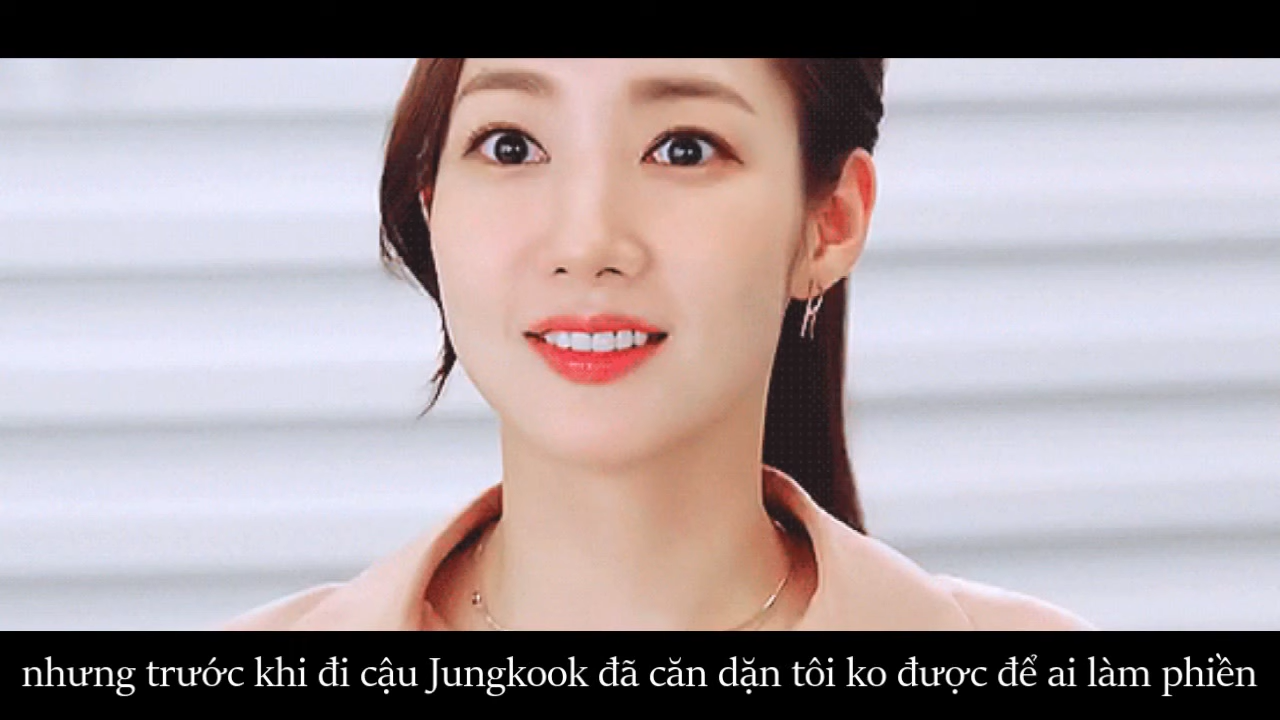 nhưng trước khi đi cậu Jungkook đã căn dặn tôi ko được để ai làm phiền